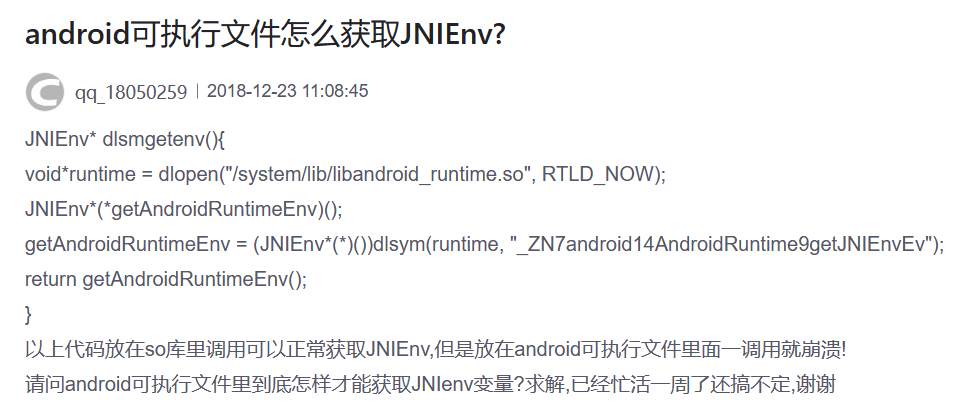 android可执行文件怎么获取JNIEnv?
qq_18050259 | 2018-12-23 11:08:45
JNIEnv* dlsmgetenv(){
void*runtime = dlopen("/system/lib/libandroid_runtime.so", RTLD_NOW);
JNIEnv*(*getAndroidRuntimeEnv)();
getAndroidRuntimeEnv = (JNIEnv*(*)())dlsym(runtime, "_ZN7android14AndroidRuntime9getJNIEnvEv");
return getAndroidRuntimeEnv();
}
以上代码放在so库里调用可以正常获取JNIEnv,但是放在android可执行文件里面一调用就崩溃!
请问android可执行文件里到底怎样才能获取JNIenv变量?求解,已经忙活一周了还搞不定,谢谢